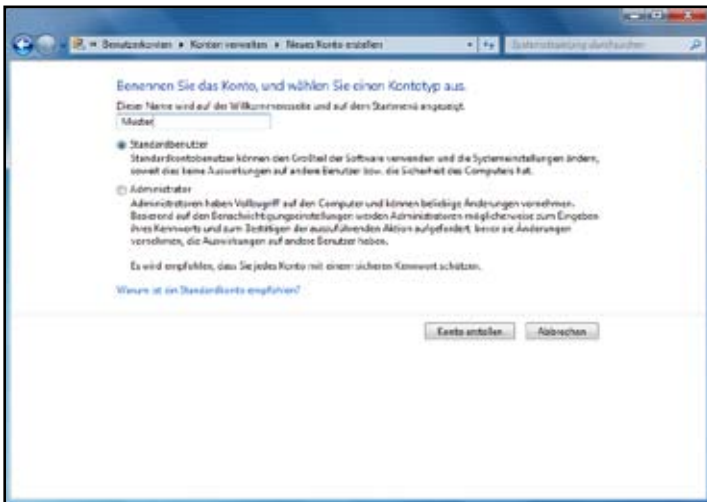 Benutzerkonten ▸ Konten verwalten ▸ Neues Konto erstellen
Systemsteuerung durchsuchen
Benennen Sie das Konto, und wählen Sie einen Kontotyp aus.
Dieser Name wird auf der Willkommensseite und auf dem Startmenü angezeigt.
Muster
Standardbenutzer
Standardkontobenutzer können den Großteil der Software verwenden und die Systemeinstellungen ändern,
soweit dies keine Auswirkungen auf andere Benutzer bzw. die Sicherheit des Computers hat.
Administrator
Administratoren haben Vollzugriff auf den Computer und können beliebige Änderungen vornehmen.
Basierend auf den Benachrichtigungseinstellungen werden Administratoren möglicherweise zum Eingeben
ihres Kennworts und zum Bestätigen der auszuführenden Aktion aufgefordert, bevor sie Änderungen
vornehmen, die Auswirkungen auf andere Benutzer haben.
Es wird empfohlen, dass Sie jedes Konto mit einem sicheren Kennwort schützen.
Warum ist ein Standardkonto empfohlen?
Konto erstellen
Abbrechen